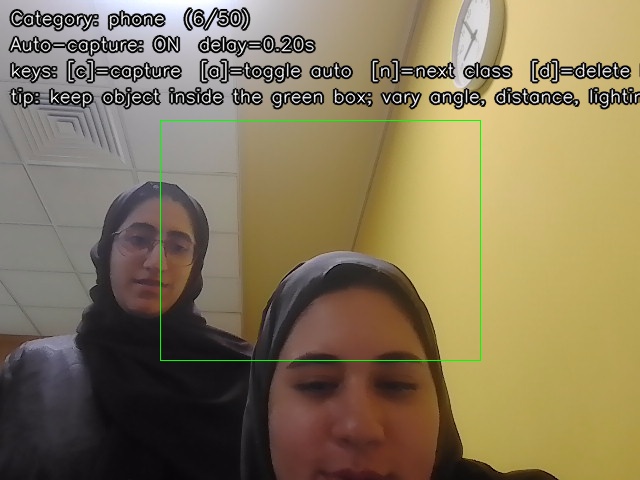 Category: phone (6/50)
Auto-capture: ON delay=0.20s
keys: [c]=capture [a]=toggle auto [n]=next class [d]=delete
tip: keep object inside the green box; vary angle, distance, lightin